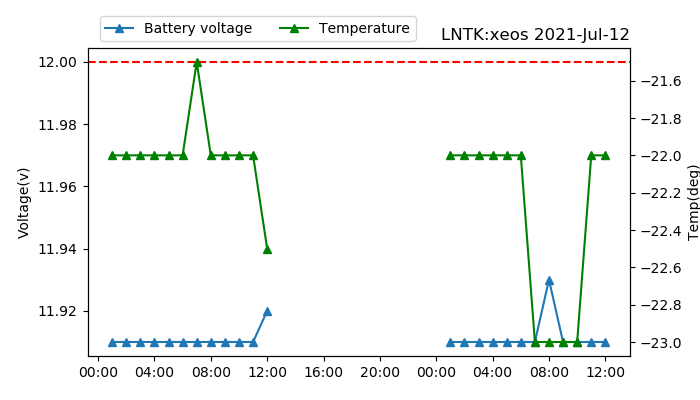 Battery voltage
Temperature
LNTK:xeos 2021-Jul-12
12.00
11.98
11.96
11.94
11.92
Voltage(v)
−21.6
−21.8
−22.0
−22.2
−22.4
−22.6
−22.8
−23.0
Temp(deg)
00:00 04:00 08:00 12:00 16:00 20:00 00:00 04:00 08:00 12:00